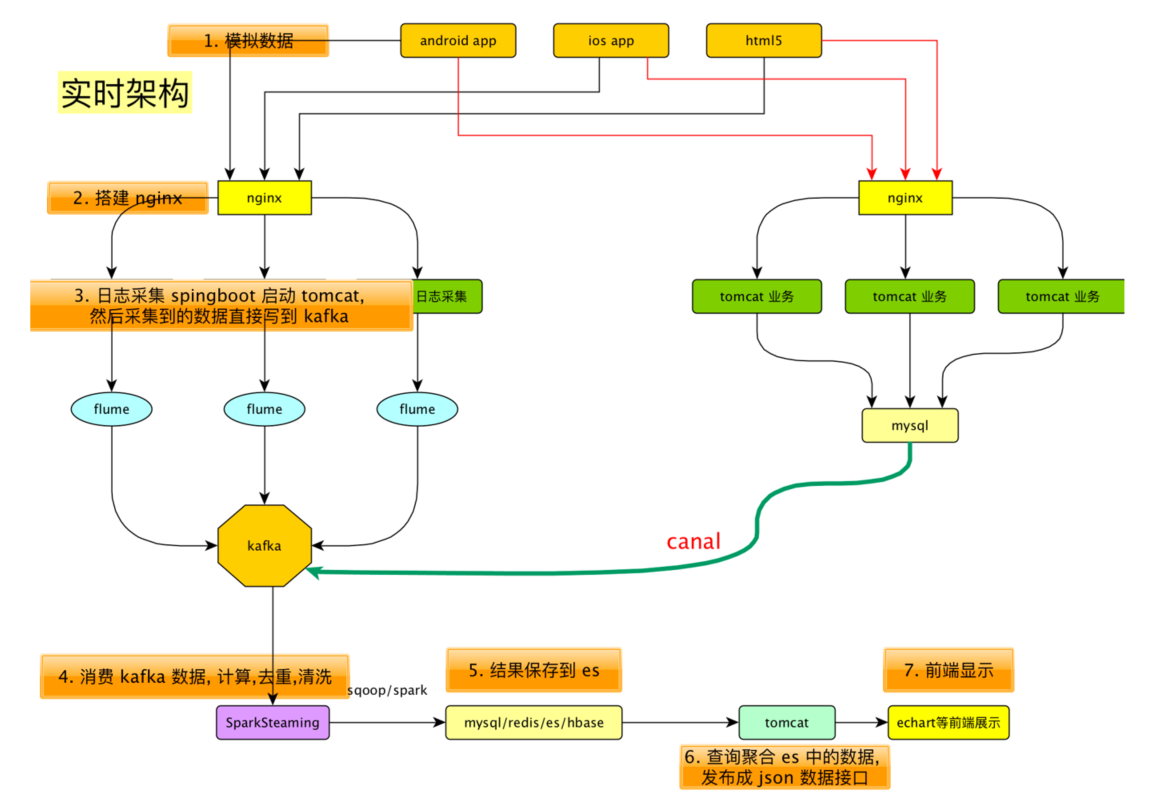 1. 模拟数据
android app
ios app
html5
实时架构
2. 搭建 nginx
nginx
nginx
3. 日志采集 spingboot 启动 tomcat,
然后采集到的数据直接写到 kafka
日志采集
tomcat 业务
tomcat 业务
tomcat 业务
flume
flume
flume
mysql
kafka
canal
4. 消费 kafka 数据, 计算,去重,清洗
sqoop/spark
5. 结果保存到 es
7. 前端显示
SparkSteaming
mysql/redis/es/hbase
tomcat
echart等前端展示
6. 查询聚合 es 中的数据,
发布成 json 数据接口